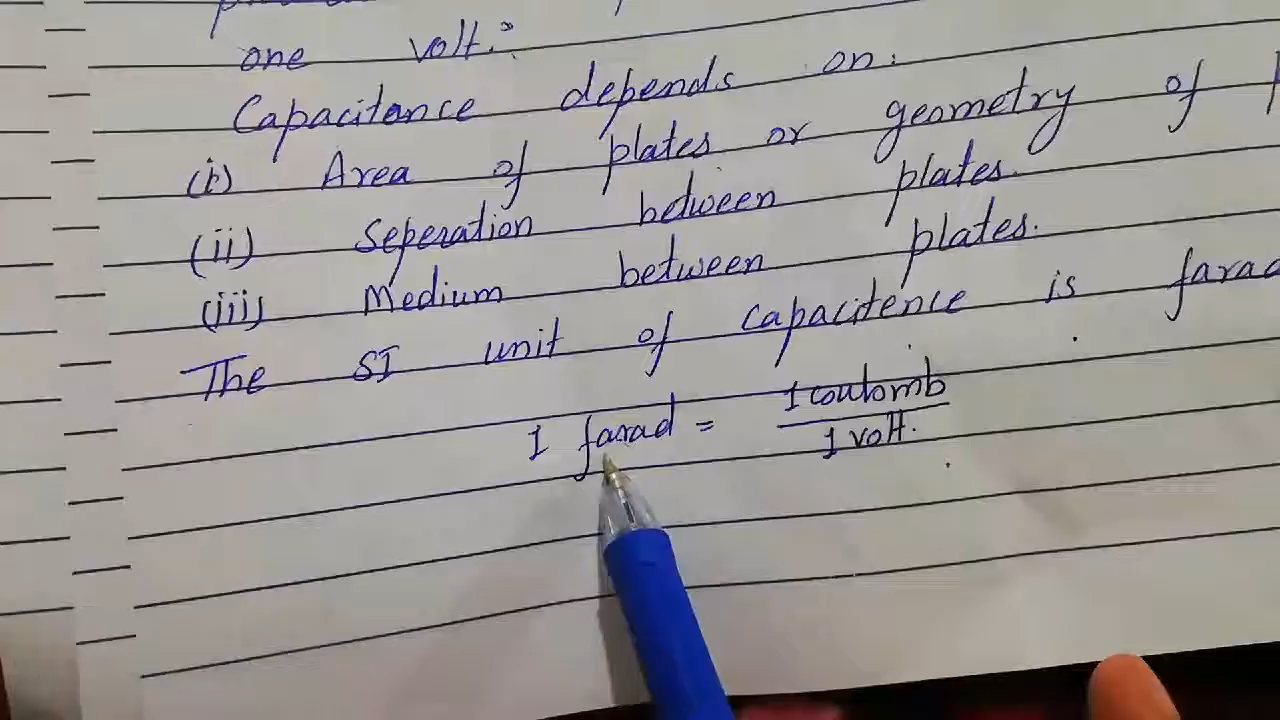 one volt.
Capacitance depends on.
(i) Area of plates or geometry of
(ii) Seperation between plates.
(iii) Medium between plates.
The SI unit of capacitence is farad
1 farad = 1 coulomb
1 volt.